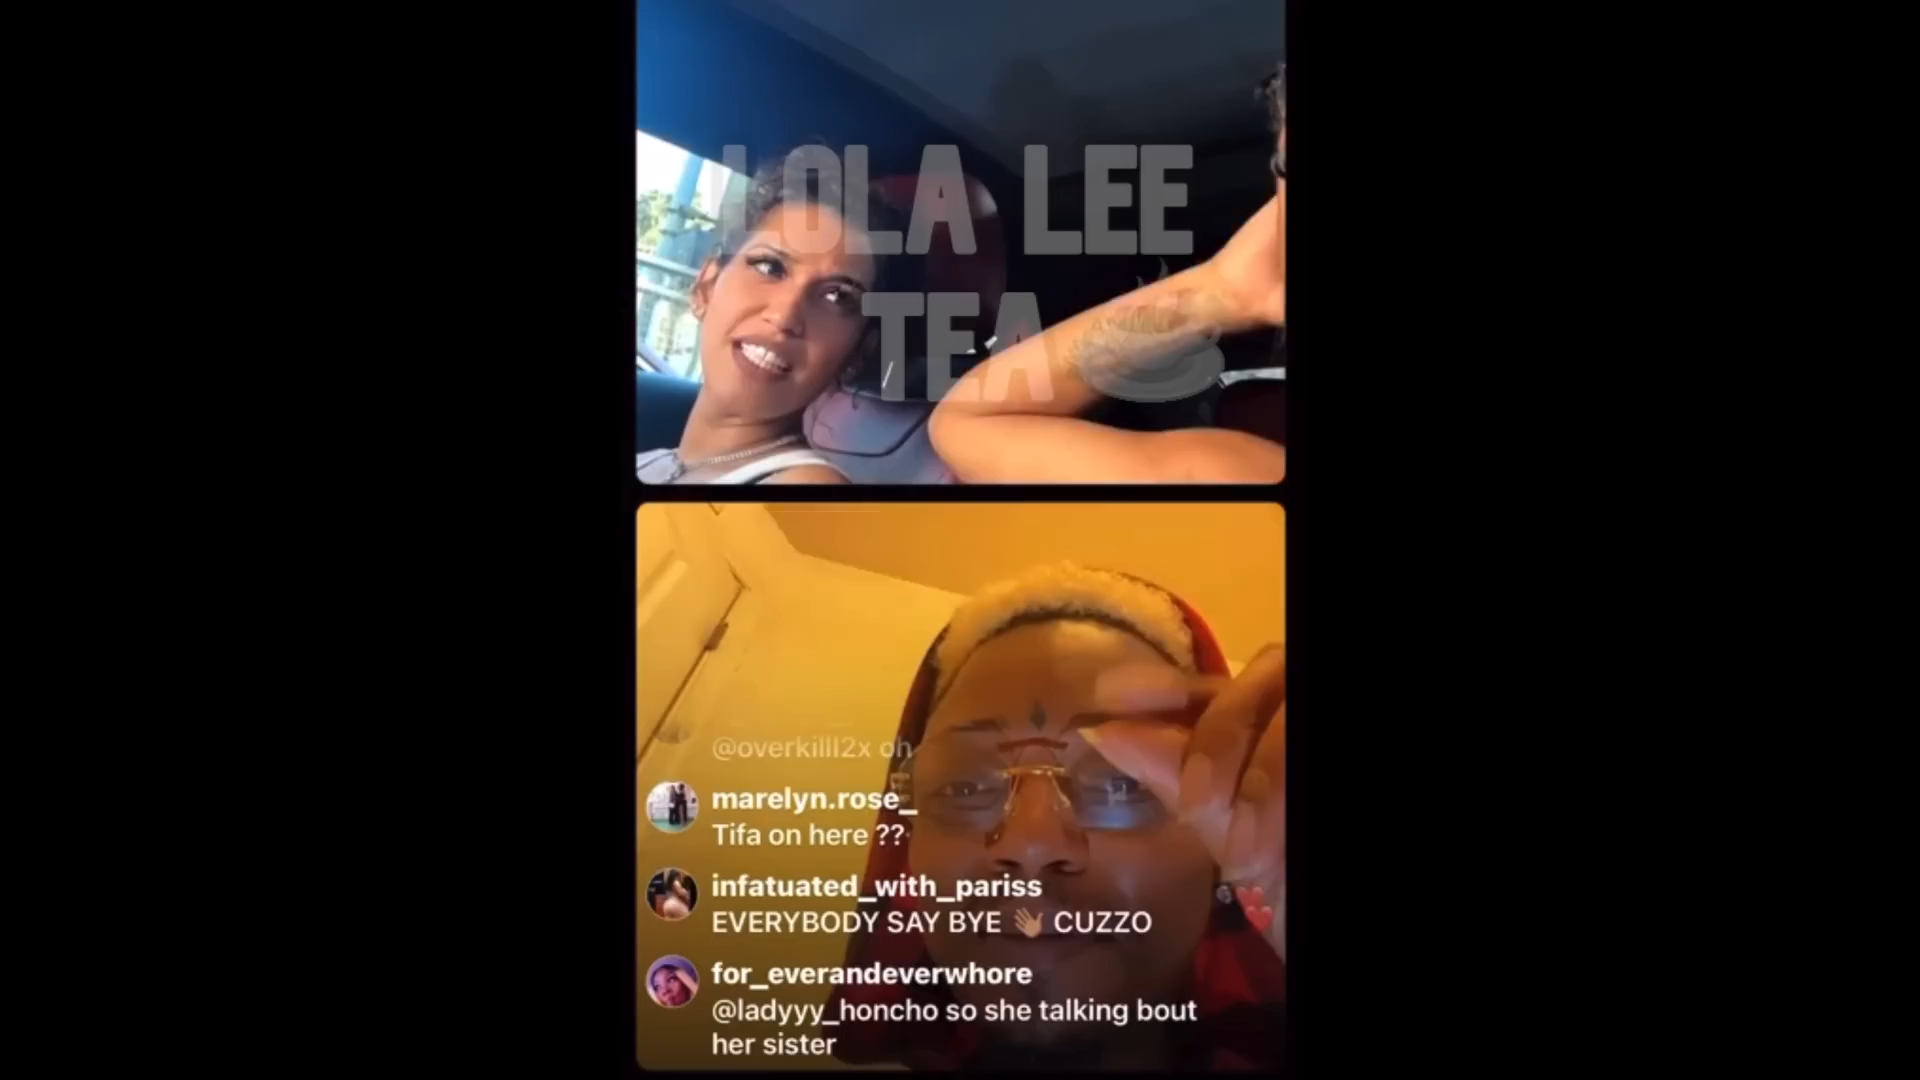 LOLA LEE
TEA
@overkilll2x oh
marelyn.rose_
Tifa on here ??
infatuated_with_pariss
EVERYBODY SAY BYE 👋🏽 CUZZO
for_everandeverwhore
@ladyyy_honcho so she talking bout
her sister